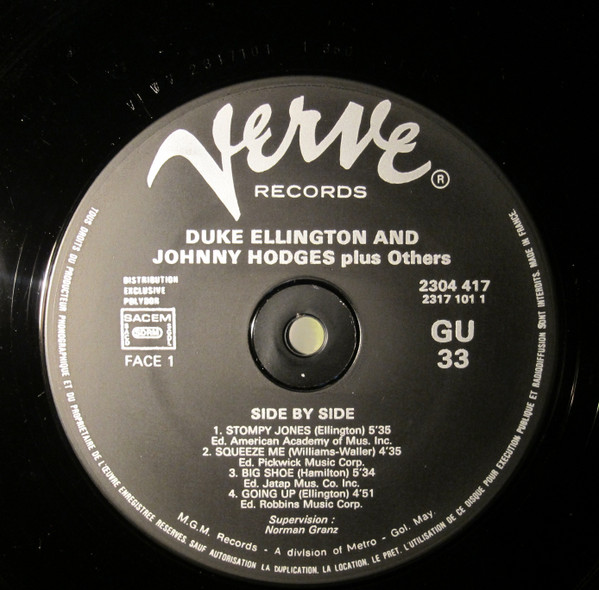 Verve
RECORDS
®
DUKE ELLINGTON AND
JOHNNY HODGES plus Others
DISTRIBUTION
EXCLUSIVE
POLYDOR
SACEM
SDRM
FACE 1
2304 417
2317 101 1
GU
33
SIDE BY SIDE
1. STOMPY JONES (Ellington) 5'35
Ed. American Academy of Mus. Inc.
2. SQUEEZE ME (Williams-Waller) 4'35
Ed. Pickwick Music Corp.
3. BIG SHOE (Hamilton) 5'34
Ed. Jatap Mus. Co. Inc.
4. GOING UP (Ellington) 4'51
Ed. Robbins Music Corp.
Supervision :
Norman Granz
M.G.M. Records - A division of Metro - Gol. May.
TOUS DROITS DU PRODUCTEUR PHONOGRAPHIQUE ET DU PROPRIETAIRE DE L'ŒUVRE ENREGISTREE RESERVES. SAUF AUTORISATION LA DUPLICATION, LA LOCATION, LE PRET, L'UTILISATION DE CE DISQUE POUR EXECUTION PUBLIQUE ET RADIODIFFUSION SONT INTERDITS. MADE IN FRANCE.